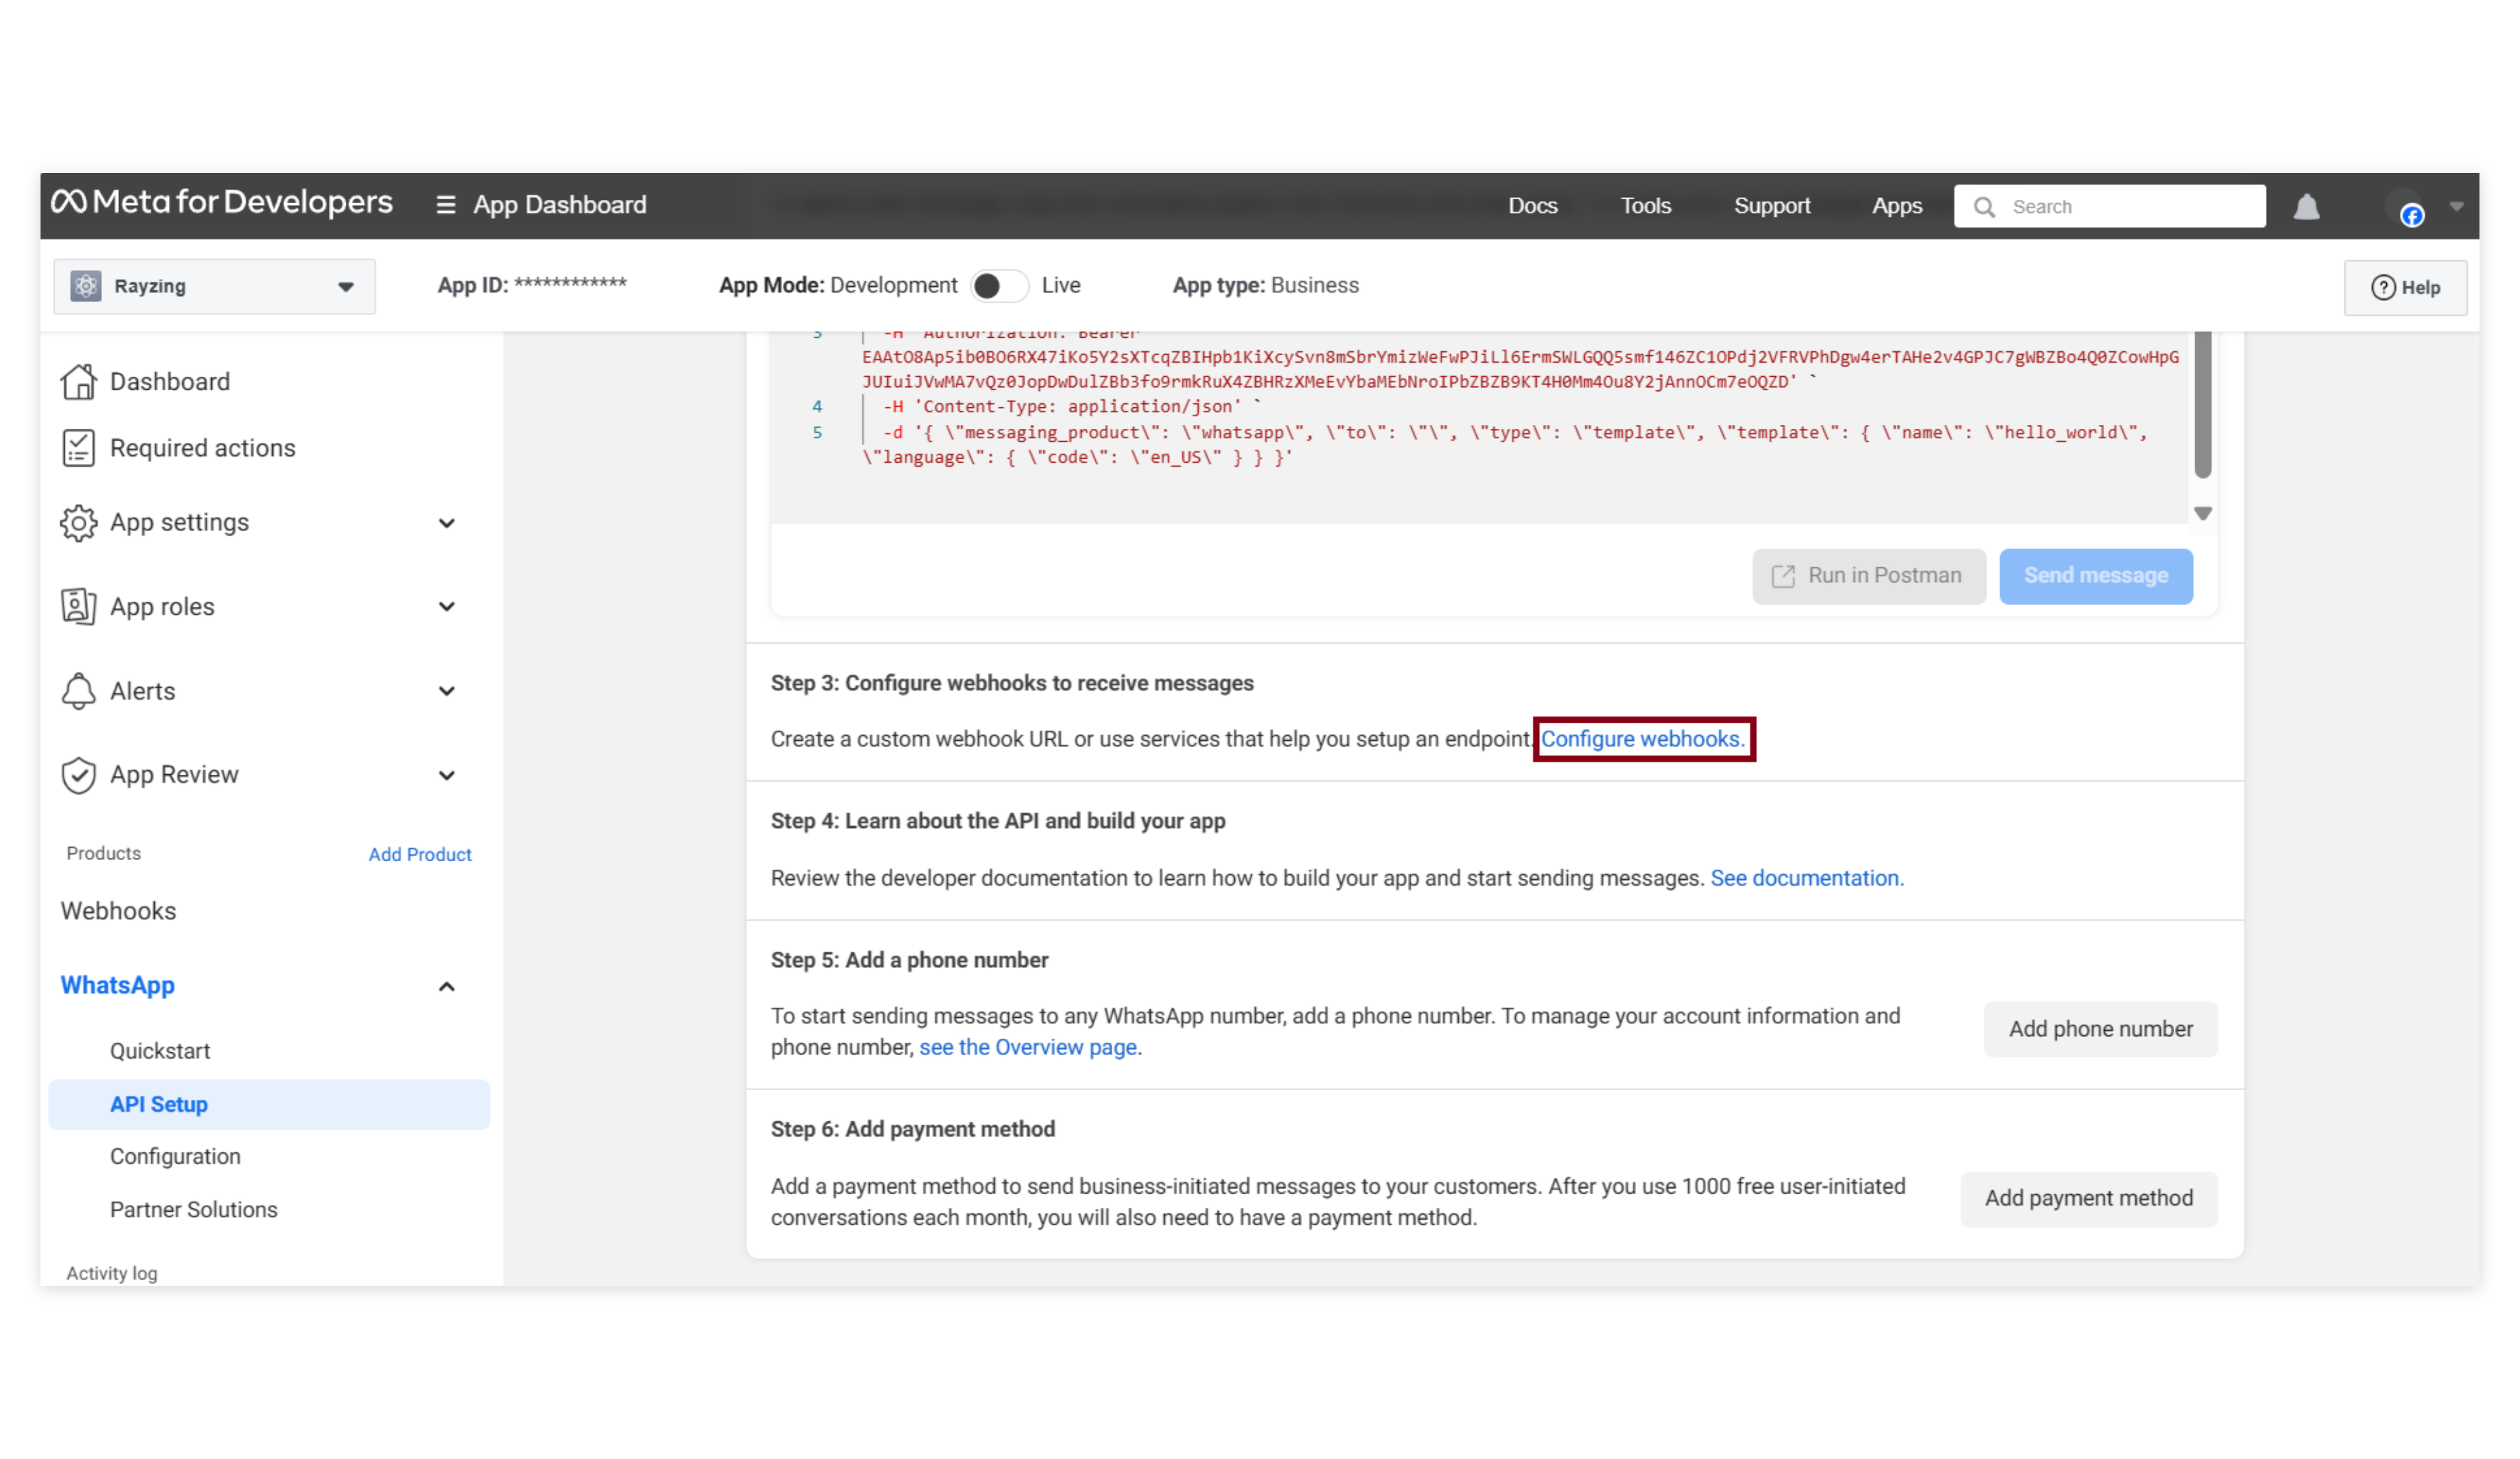 Meta for Developers
App Dashboard
Docs
Tools
Support
Apps
Search
Rayzing
App ID: ************
App Mode: Development
Live
App type: Business
Help
Dashboard
Required actions
App settings
App roles
Alerts
App Review
Products
Add Product
Webhooks
WhatsApp
Quickstart
API Setup
Configuration
Partner Solutions
Activity log
3 -H 'Authorization: Bearer
EAAtO8Ap5ib0BO6RX47iKo5Y2sXTcqZBIHpb1KiXcySvn8mSbrYmizWeFwPJiLl6ErmSWLGQQ5smf146ZC1OPdj2VFRVPhDgw4erTAHe2v4GPJC7gWBZBo4Q0ZCowHpG
JUIuiJVwMA7vQz0JopDwDulZBb3fo9rmkRuX4ZBHRzXMeEvYbaMEbNroIPbZBZB9KT4H0Mm4Ou8Y2jAnnOCm7eOQZD' `
4 -H 'Content-Type: application/json' `
5 -d '{ \"messaging_product\": \"whatsapp\", \"to\": \"\", \"type\": \"template\", \"template\": { \"name\": \"hello_world\",
\"language\": { \"code\": \"en_US\" } } }'
Run in Postman
Send message
Step 3: Configure webhooks to receive messages
Create a custom webhook URL or use services that help you setup an endpoint. Configure webhooks.
Step 4: Learn about the API and build your app
Review the developer documentation to learn how to build your app and start sending messages. See documentation.
Step 5: Add a phone number
To start sending messages to any WhatsApp number, add a phone number. To manage your account information and
phone number, see the Overview page.
Add phone number
Step 6: Add payment method
Add a payment method to send business-initiated messages to your customers. After you use 1000 free user-initiated
conversations each month, you will also need to have a payment method.
Add payment method